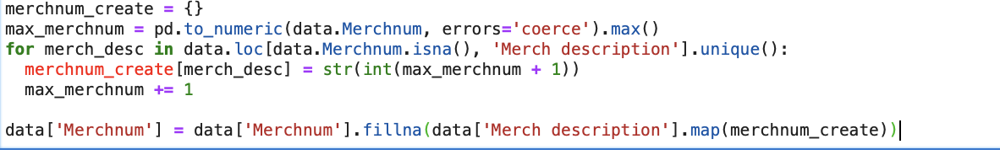 merchnum_create = {}
max_merchnum = pd.to_numeric(data.Merchnum, errors='coerce').max()
for merch_desc in data.loc[data.Merchnum.isna(), 'Merch description'].unique():
  merchnum_create[merch_desc] = str(int(max_merchnum + 1))
  max_merchnum += 1

data['Merchnum'] = data['Merchnum'].fillna(data['Merch description'].map(merchnum_create))